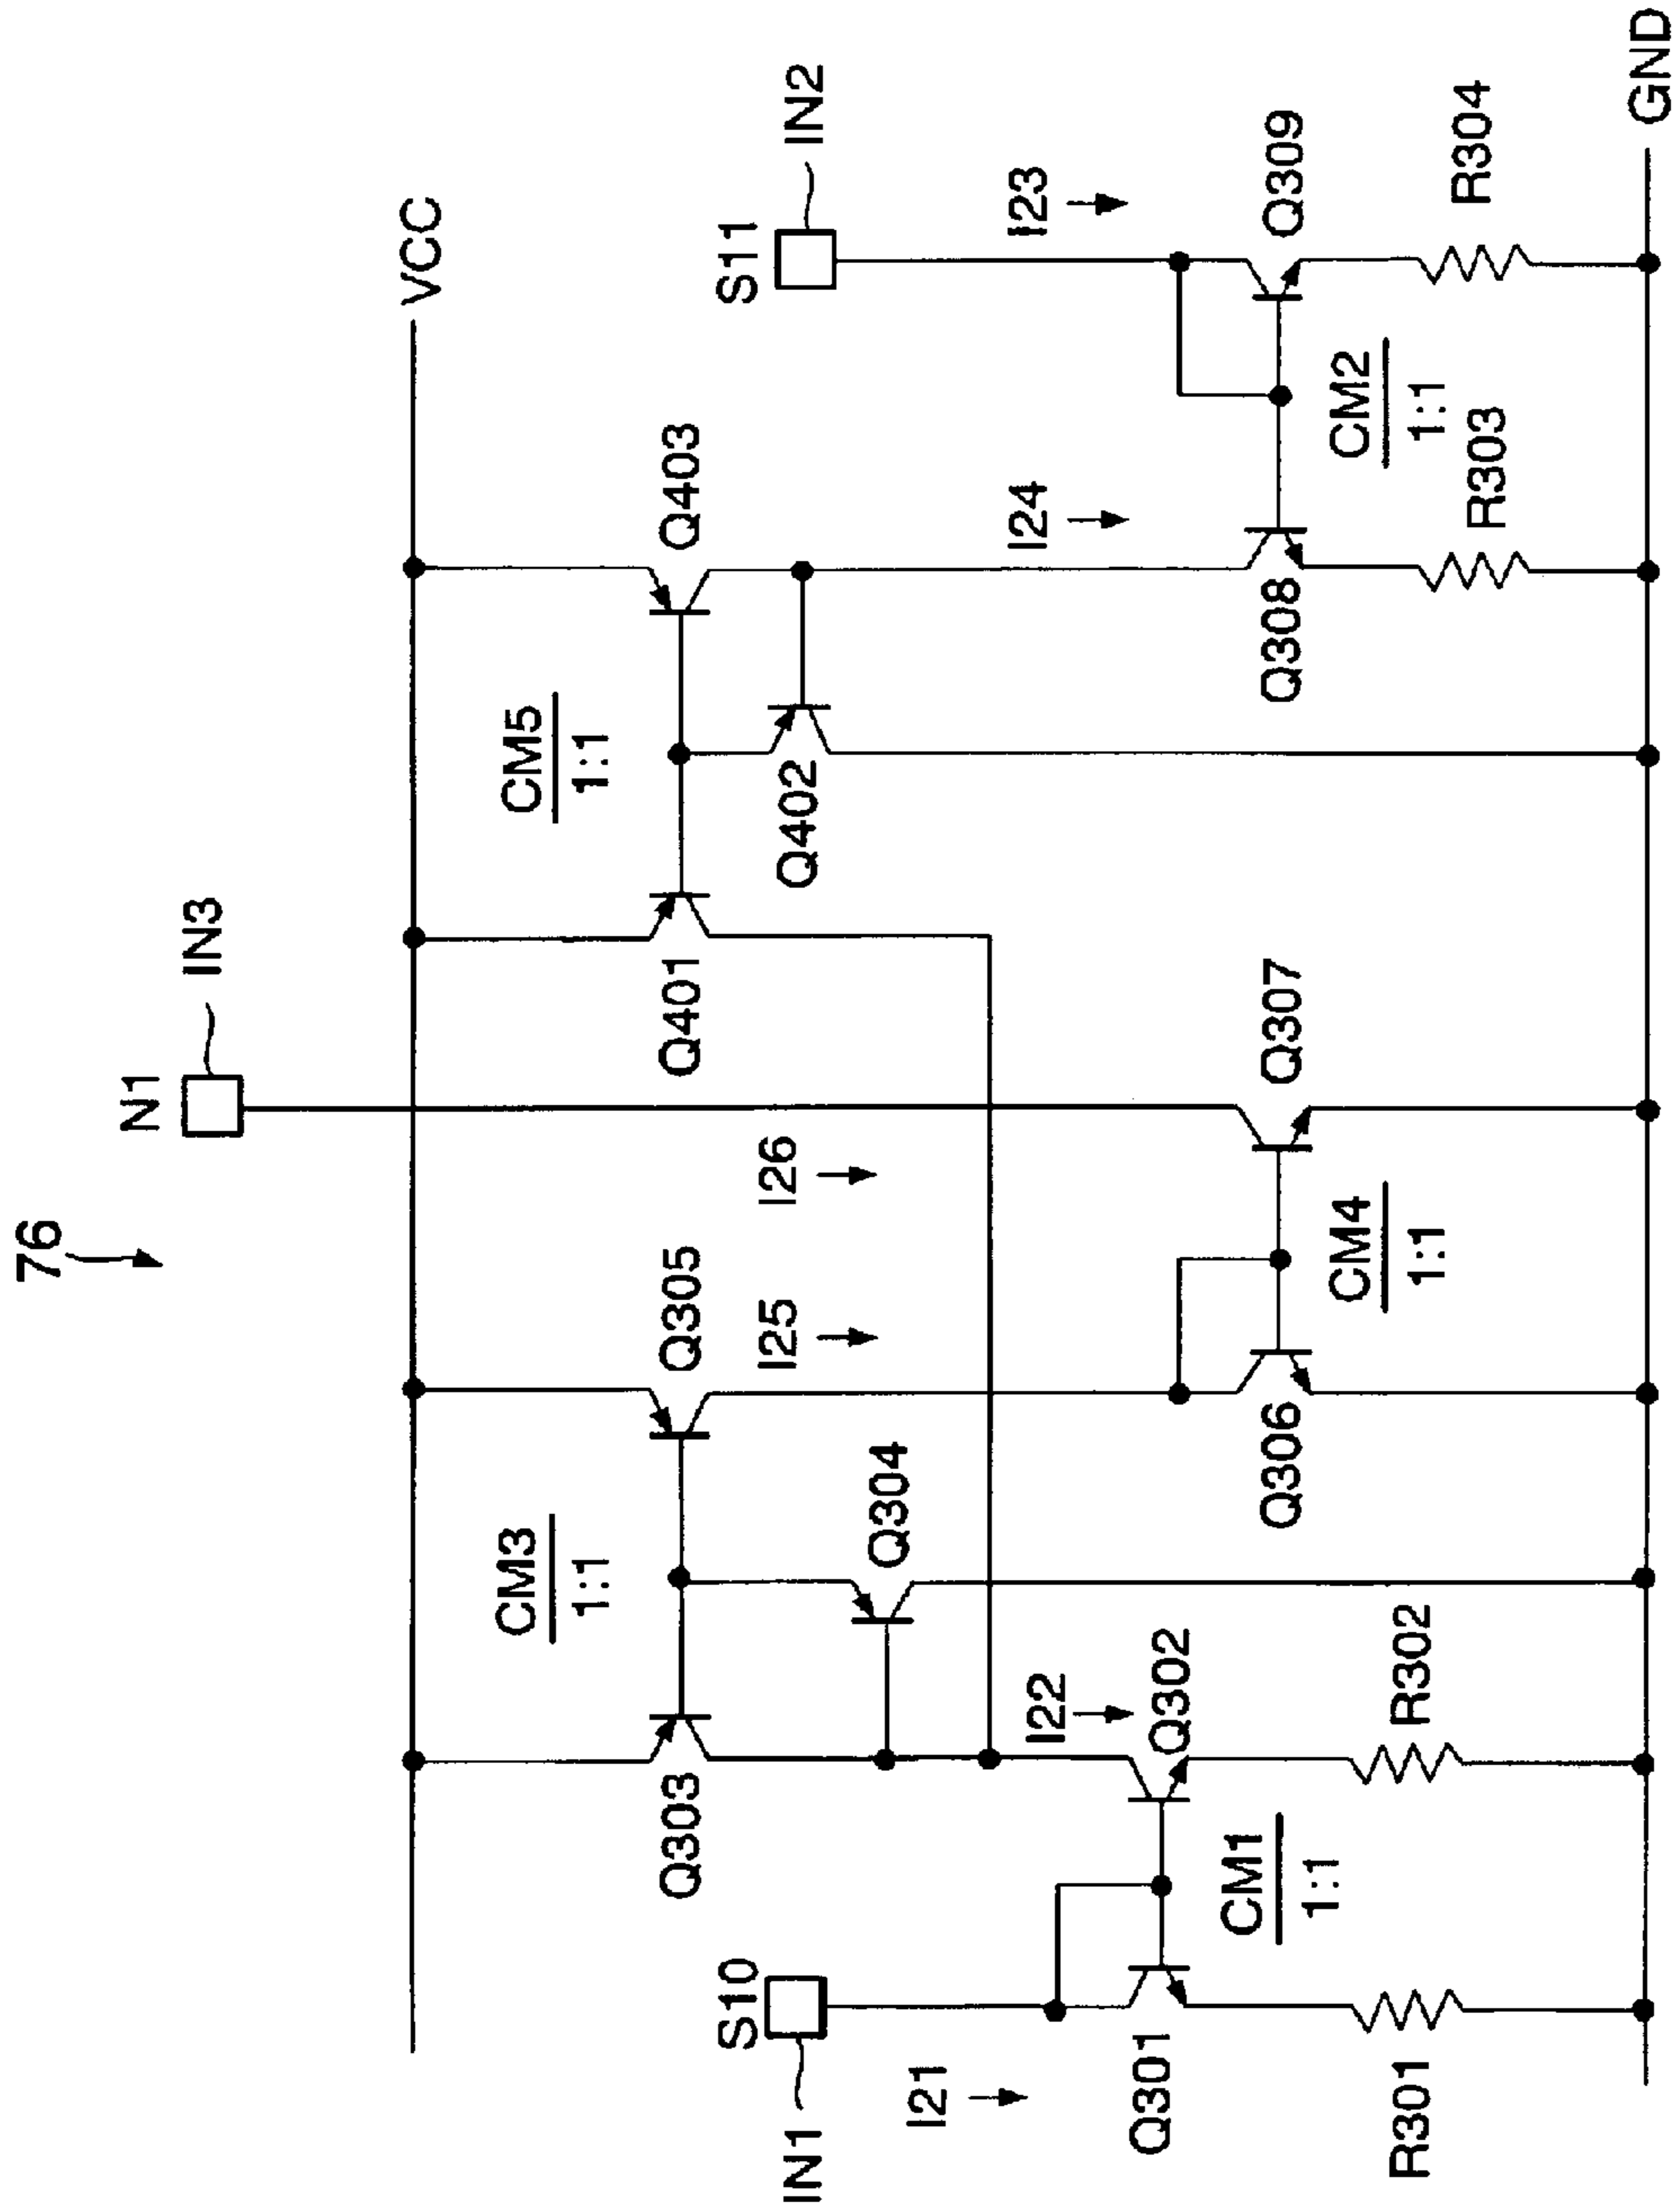 76
N1
IN3
VCC
CM3
1:1
CM5
1:1
Q303
Q305
Q401
Q403
Q304
Q402
S10
IN1
S11
IN2
I25
I26
I21
I22
I24
I23
Q301
Q302
CM1
1:1
Q306
Q307
CM4
1:1
Q308
Q309
CM2
1:1
R301
R302
R303
R304
GND